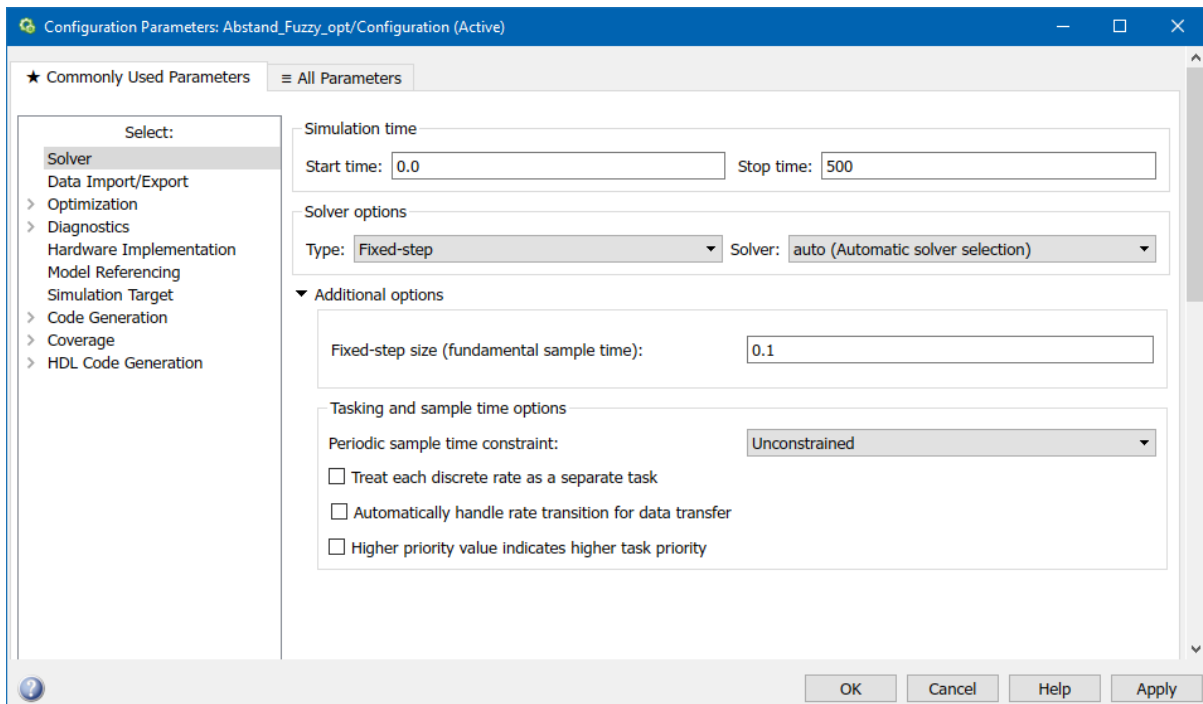 Configuration Parameters: Abstand_Fuzzy_opt/Configuration (Active)
★ Commonly Used Parameters
≡ All Parameters
Select:
Solver
Data Import/Export
Optimization
Diagnostics
Hardware Implementation
Model Referencing
Simulation Target
Code Generation
Coverage
HDL Code Generation
Simulation time
Start time: 0.0 Stop time: 500
Solver options
Type: Fixed-step Solver: auto (Automatic solver selection)
Additional options
Fixed-step size (fundamental sample time): 0.1
Tasking and sample time options
Periodic sample time constraint: Unconstrained
Treat each discrete rate as a separate task
Automatically handle rate transition for data transfer
Higher priority value indicates higher task priority
? OK Cancel Help Apply